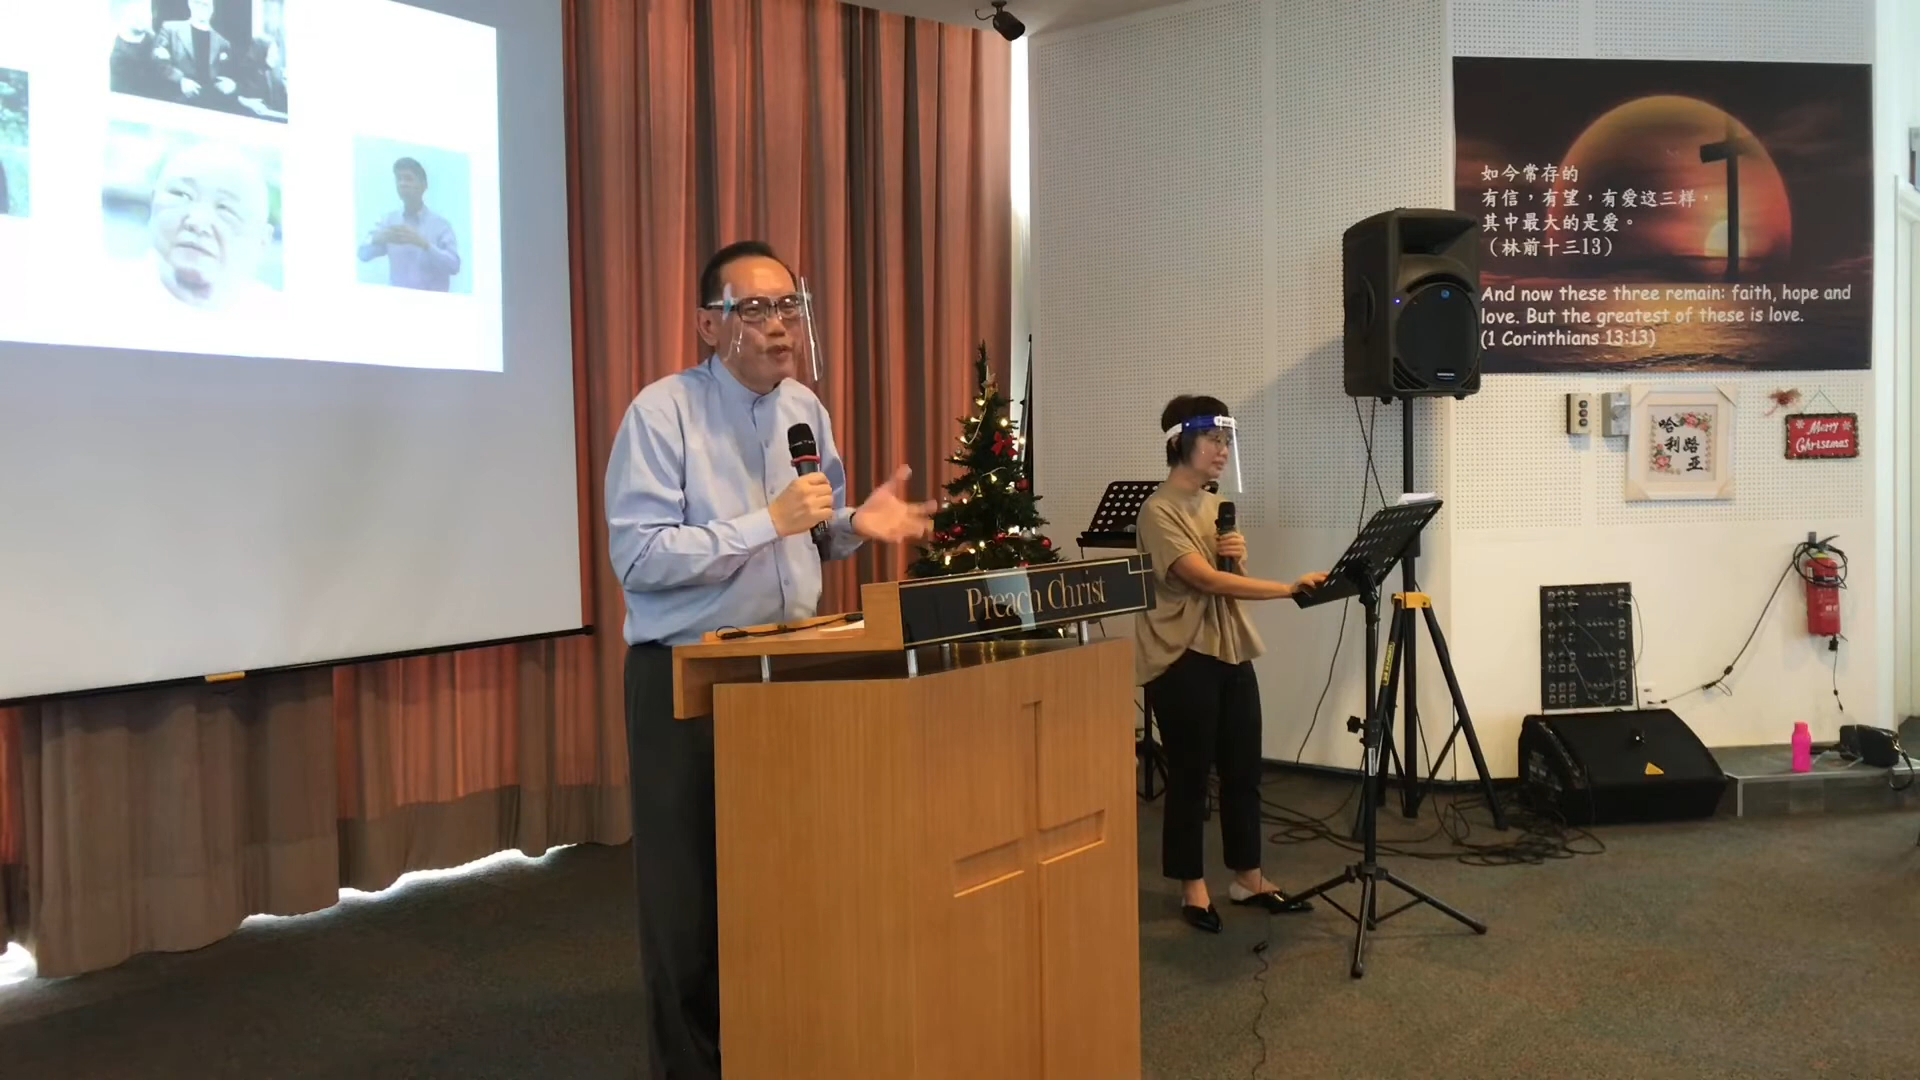 如今常存的
有信，有望，有爱这三样，
其中最大的是爱。
（林前十三13）
And now these three remain: faith, hope and
love. But the greatest of these is love.
(1 Corinthians 13:13)
哈利路亚
Merry
Christmas
Preach Christ